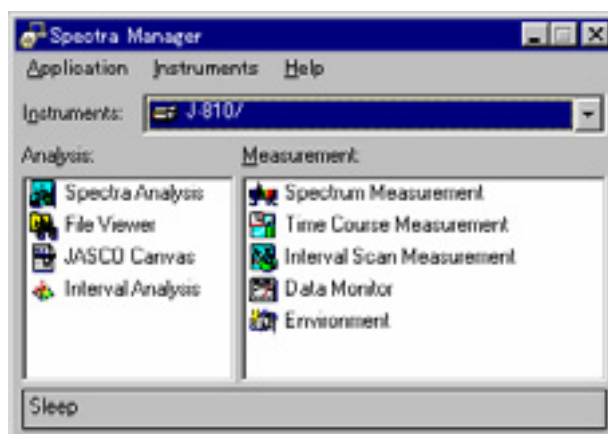 Spectra Manager
Application Instruments Help
Instruments: J-810/
Analysis: Measurement:
Spectra Analysis Spectrum Measurement
File Viewer Time Course Measurement
JASCO Canvas Interval Scan Measurement
Interval Analysis Data Monitor
Environment
Sleep